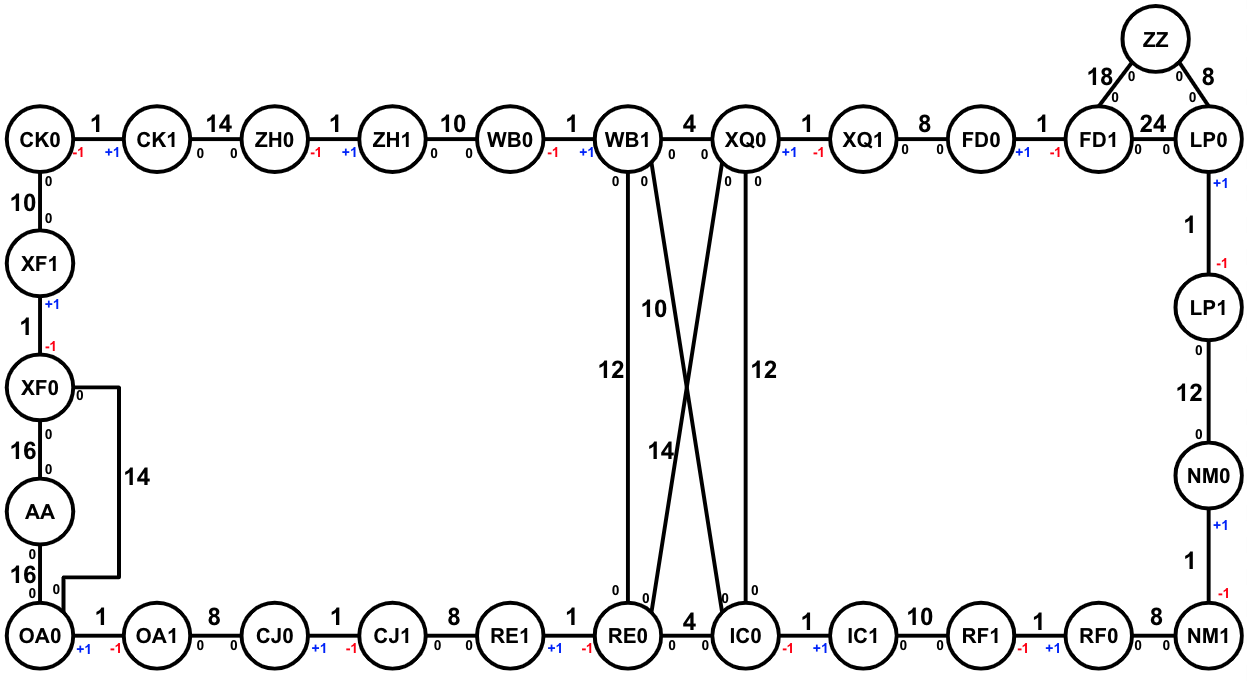 ZZ
18 0 0 8
0 0
CK0 1 CK1 14 ZH0 1 ZH1 10 WB0 1 WB1 4 XQ0 1 XQ1 8 FD0 1 FD1 24 LP0
-1 +1 0 0 -1 +1 0 0 -1 +1 0 0 +1 -1 0 0 +1 -1 0 0
0 0 0 0 0 +1
10 1
0
XF1 -1
+1 10 LP1
1 0
-1
XF0 12 12 12
0
0 0
16 14 14
0 NM0
AA +1
0 1
16 0 0 0 0 0 0 -1
OA0 1 OA1 8 CJ0 1 CJ1 8 RE1 1 RE0 4 IC0 1 IC1 10 RF1 1 RF0 8 NM1
+1 -1 0 0 +1 -1 0 0 +1 -1 0 0 -1 +1 0 0 -1 +1 0 0